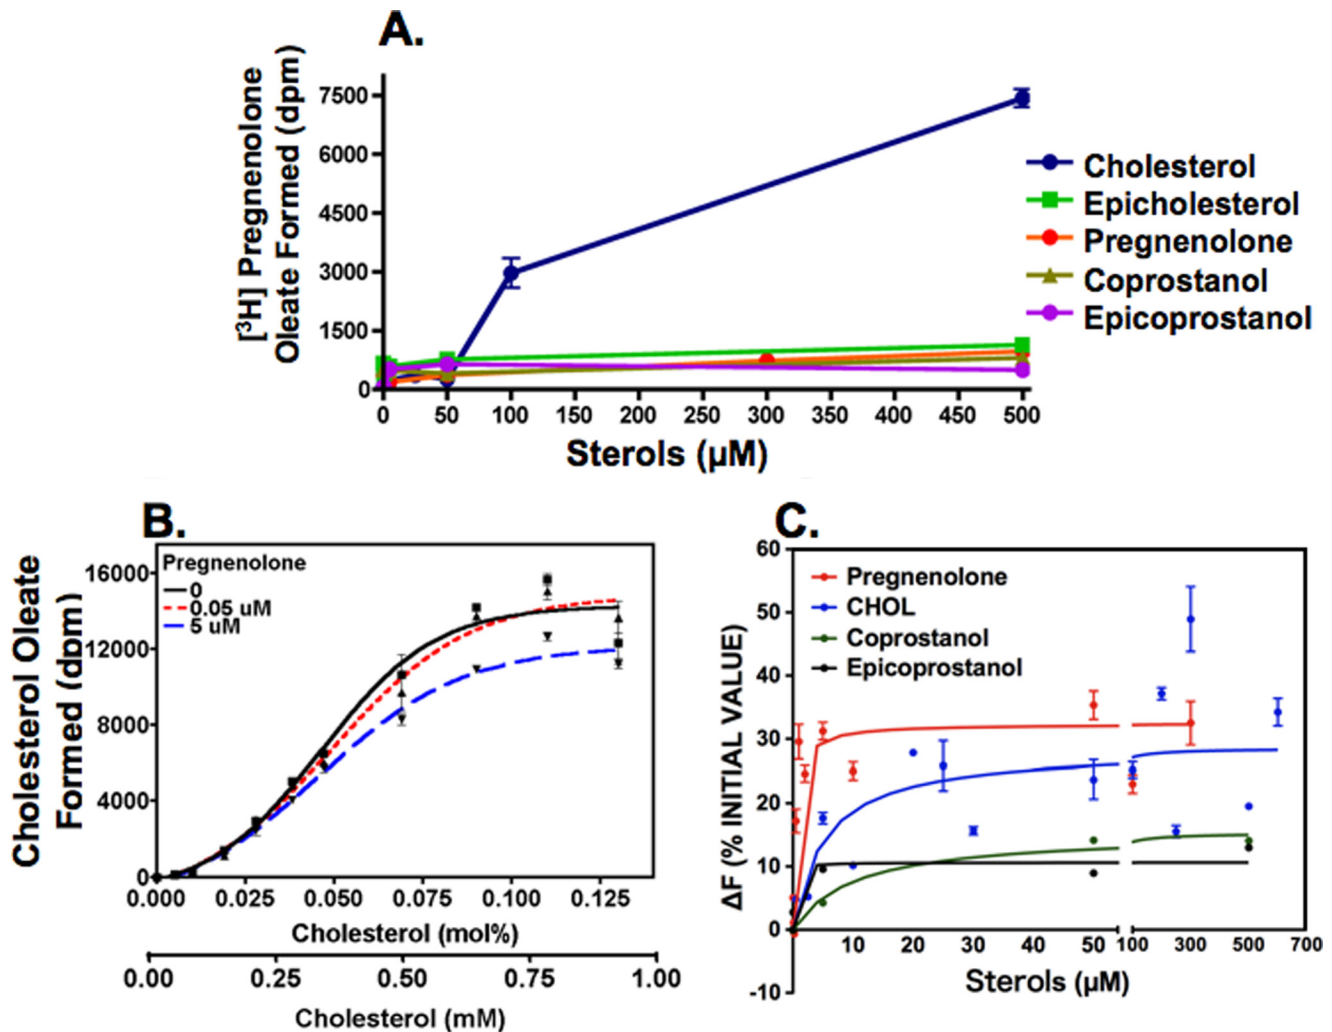 A.
[³H] Pregnenolone
Oleate Formed (dpm)
7500
6000
4500
3000
1500
0
0 50 100 150 200 250 300 350 400 450 500
Sterols (µM)
Cholesterol
Epicholesterol
Pregnenolone
Coprostanol
Epicoprostanol
B.
Cholesterol Oleate
Formed (dpm)
Pregnenolone
0
0.05 uM
5 uM
16000
12000
8000
4000
0
0.000 0.025 0.050 0.075 0.100 0.125
Cholesterol (mol%)
0.00 0.25 0.50 0.75 1.00
Cholesterol (mM)
C.
ΔF (% INITIAL VALUE)
60
50
40
30
20
10
0
-10
Pregnenolone
CHOL
Coprostanol
Epicoprostanol
10 20 30 40 50 100 300 500 700
Sterols (µM)